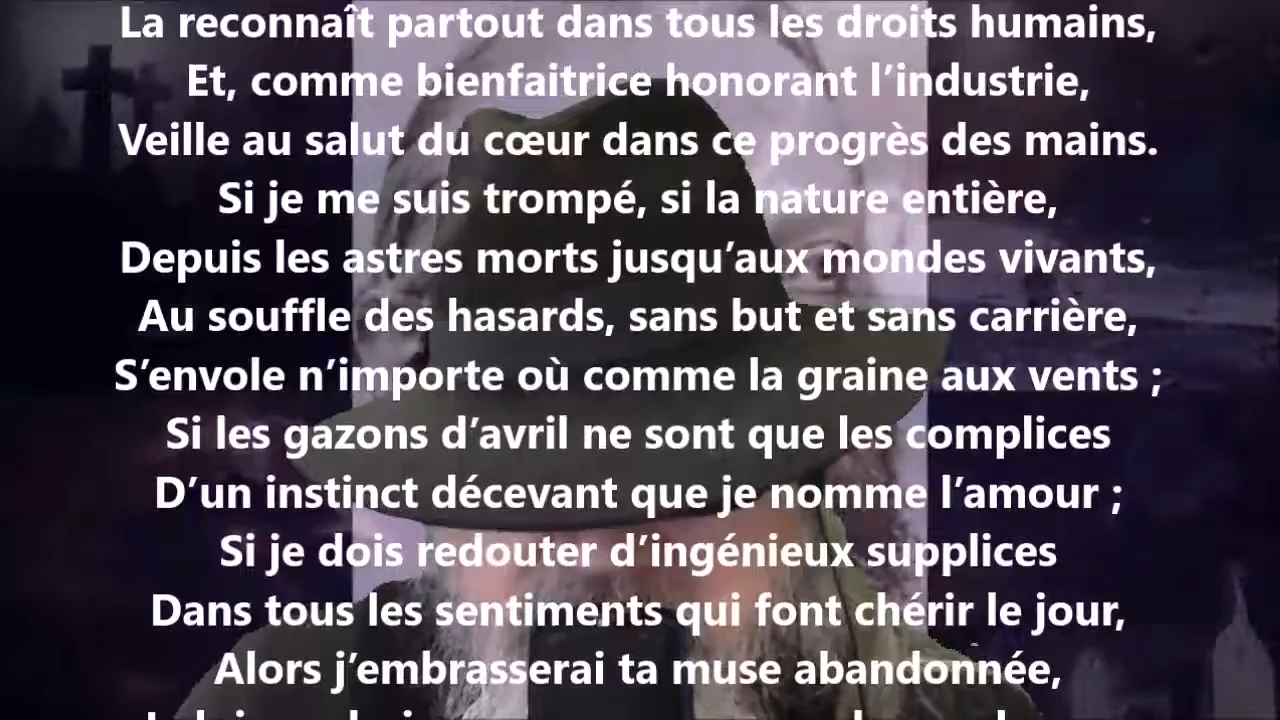 La reconnaît partout dans tous les droits humains,
Et, comme bienfaitrice honorant l’industrie,
Veille au salut du cœur dans ce progrès des mains.
Si je me suis trompé, si la nature entière,
Depuis les astres morts jusqu’aux mondes vivants,
Au souffle des hasards, sans but et sans carrière,
S’envole n’importe où comme la graine aux vents ;
Si les gazons d’avril ne sont que les complices
D’un instinct décevant que je nomme l’amour ;
Si je dois redouter d’ingénieux supplices
Dans tous les sentiments qui font chérir le jour,
Alors j’embrasserai ta muse abandonnée,